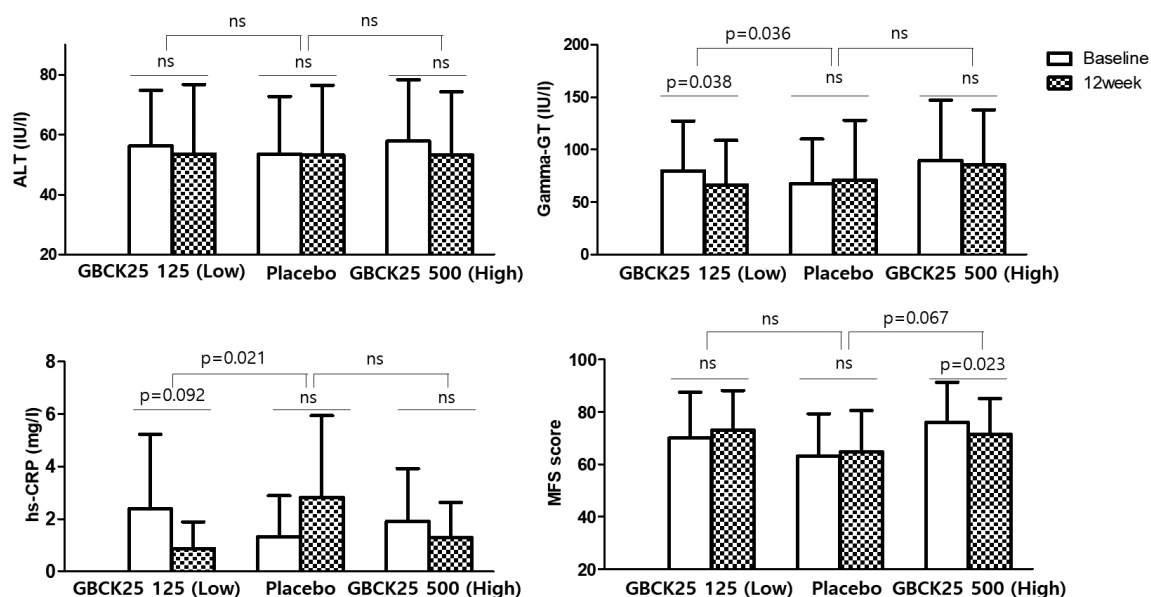 ns
ns
ns
ns
ns
80
60
40
20
ALT (IU/l)
GBCK25 125 (Low)
Placebo
GBCK25 500 (High)
p=0.036
ns
p=0.038
ns
ns
200
150
100
50
0
Gamma-GT (IU/l)
GBCK25 125 (Low)
Placebo
GBCK25 500 (High)
Baseline
12week
p=0.021
ns
p=0.092
ns
ns
8
6
4
2
0
hs-CRP (mg/l)
GBCK25 125 (Low)
Placebo
GBCK25 500 (High)
ns
p=0.067
ns
ns
p=0.023
100
80
60
40
20
MFS score
GBCK25 125 (Low)
Placebo
GBCK25 500 (High)